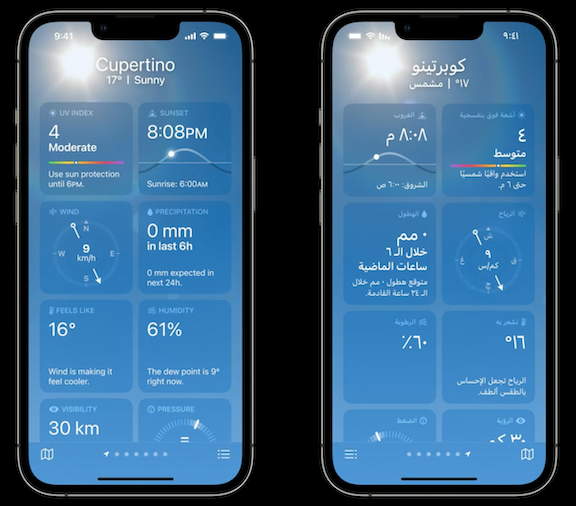 9:41
Cupertino
17° | Sunny
UV INDEX
4
Moderate
Use sun protection
until 6PM.
SUNSET
8:08PM
Sunrise: 6:00AM
WIND
N
W
E
S
9
km/h
PRECIPITATION
0 mm
in last 6h
0 mm expected in
next 24h.
FEELS LIKE
16°
Wind is making it
feel cooler.
HUMIDITY
61%
The dew point is 9°
right now.
VISIBILITY
30 km
PRESSURE
٩:٤١
كوبرتينو
١٧° | مشمس
أشعة فوق بنفسجية
٤
متوسط
استخدم واقيًا شمسيًا
حتى ٦ م.
الغروب
٨:٠٨ م
الشروق: ٦:٠٠ ص
الرياح
ش
ق
غ
ج
٩
كم/س
الهطول
٠ مم
خلال الـ ٦
ساعات الماضية
متوقع هطول ٠ مم خلال
الـ ٢٤ ساعة القادمة.
تشعر به
١٦°
الرياح تجعل الإحساس
بالطقس ألطف.
الرطوبة
٦٠٪
الرؤية
٣٠ كم
الضغط